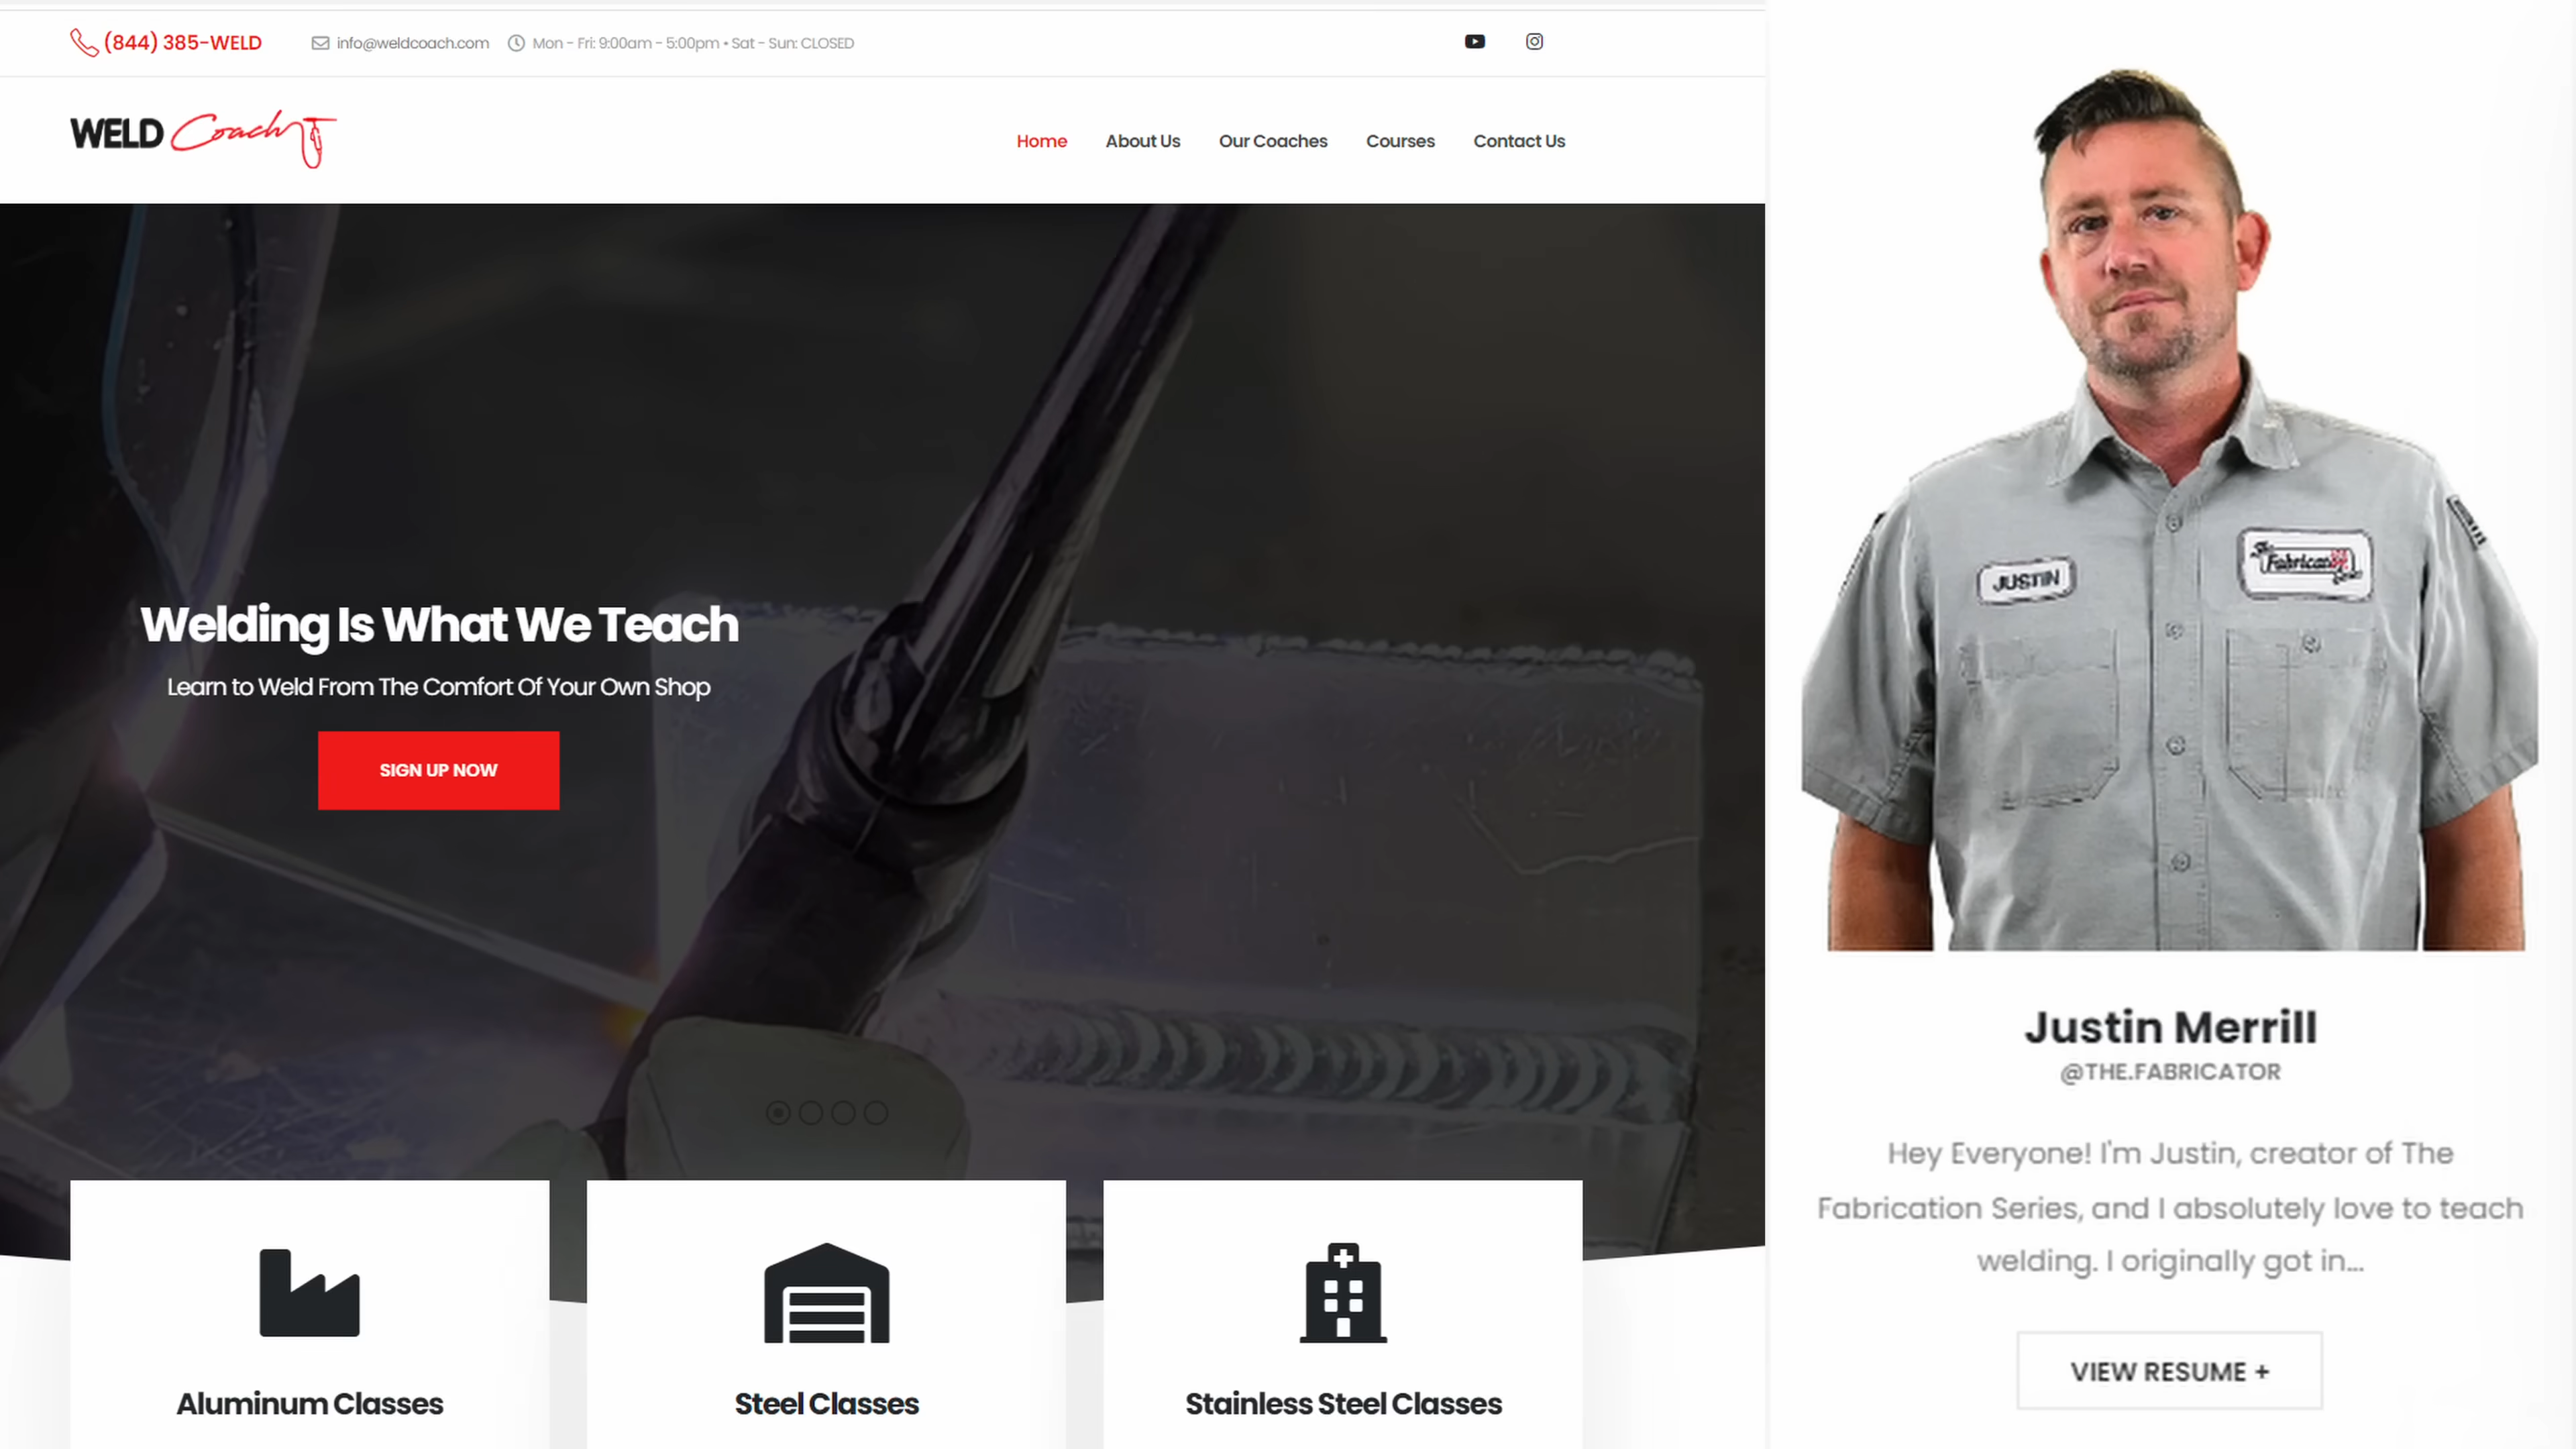 (844) 385-WELD
info@weldcoach.com
Mon - Fri: 9:00am - 5:00pm • Sat - Sun: CLOSED
WELD Coach
Home
About Us
Our Coaches
Courses
Contact Us
Welding Is What We Teach
Learn to Weld From The Comfort Of Your Own Shop
SIGN UP NOW
Aluminum Classes
Steel Classes
Stainless Steel Classes
JUSTIN
Justin Merrill
@THE.FABRICATOR
Hey Everyone! I'm Justin, creator of The
Fabrication Series, and I absolutely love to teach
welding. I originally got in...
VIEW RESUME +